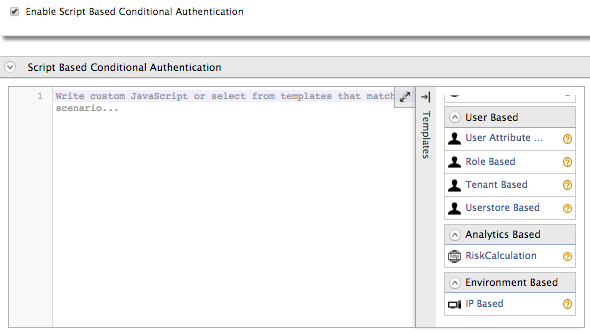 Enable Script Based Conditional Authentication
Script Based Conditional Authentication
1 Write custom JavaScript or select from templates that match
scenario...
Templates
User Based
User Attribute ...
Role Based
Tenant Based
Userstore Based
Analytics Based
RiskCalculation
Environment Based
IP Based